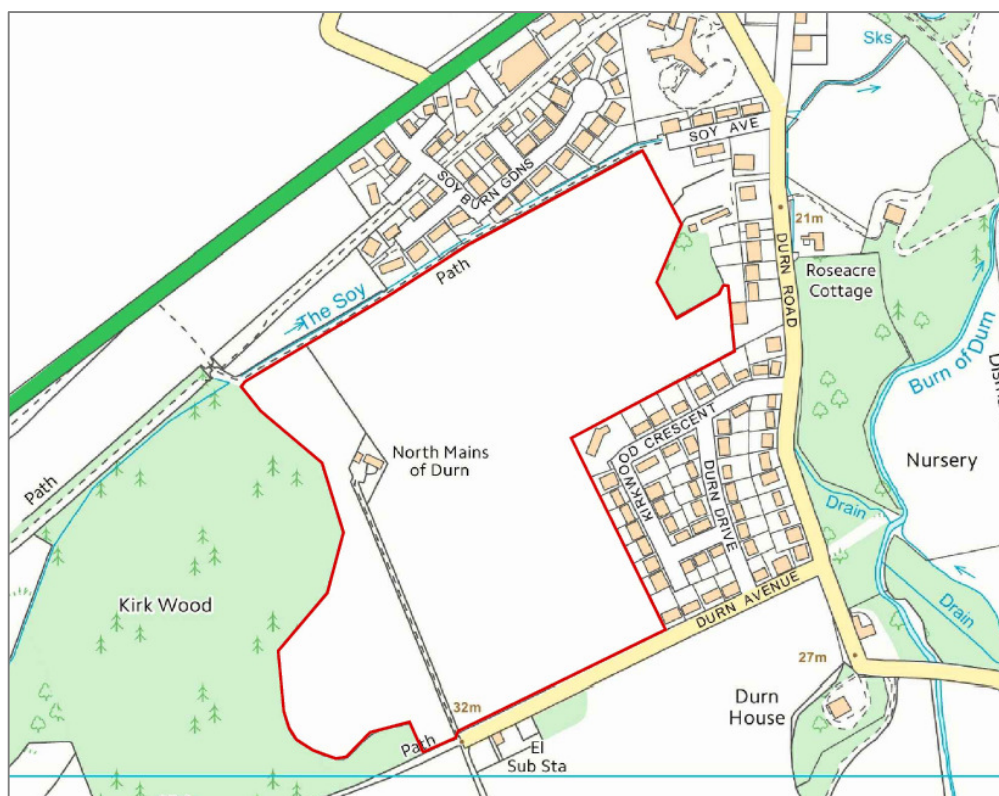 Sks
SOY AVE
SOY BURN GDNS
21m
DURN ROAD
Path
The Soy
Roseacre
Cottage
Burn of Durn
North Mains
of Durn
KIRKWOOD CRESCENT
DURN DRIVE
Nursery
Path
Drain
Kirk Wood
DURN AVENUE
Drain
27m
32m
Durn
House
Path
El
Sub Sta